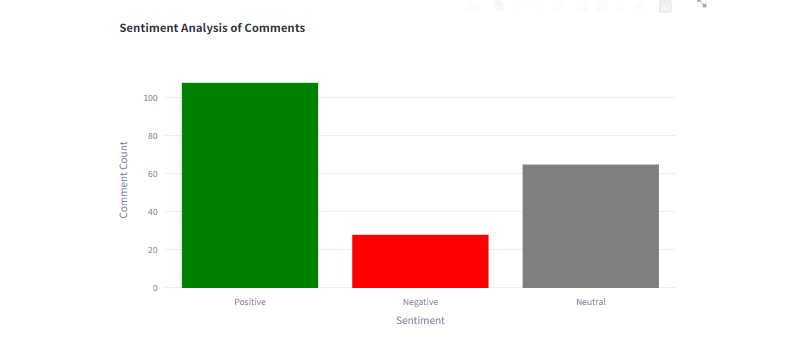 Sentiment Analysis of Comments
100
80
60
40
20
0
Comment Count
Positive Negative Neutral
Sentiment